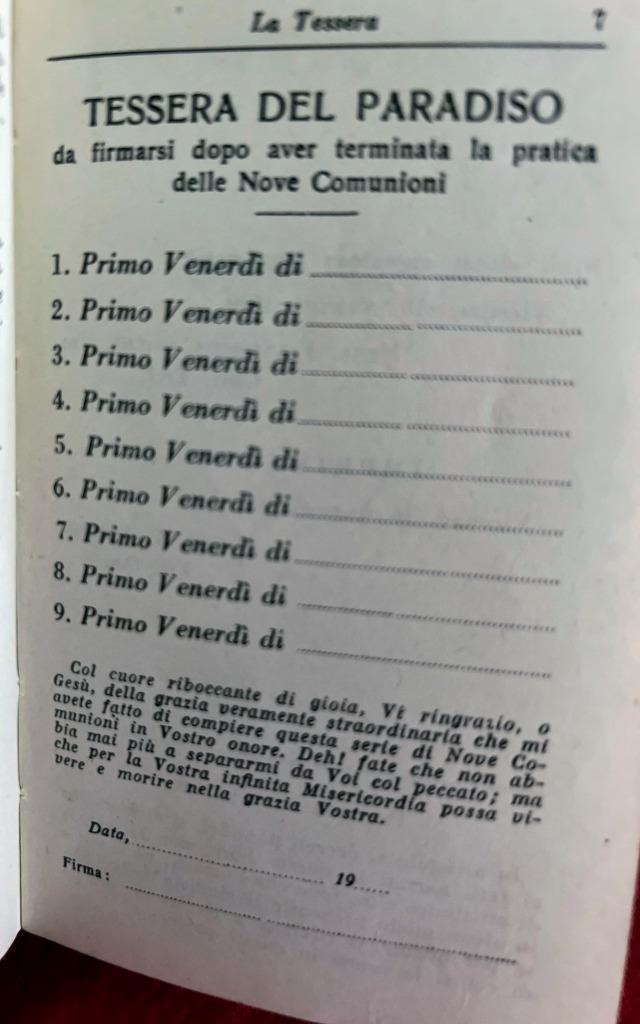 La Tessera 7
TESSERA DEL PARADISO
da firmarsi dopo aver terminata la pratica
delle Nove Comunioni
1. Primo Venerdì di
2. Primo Venerdì di
3. Primo Venerdì di
4. Primo Venerdì di
5. Primo Venerdì di
6. Primo Venerdì di
7. Primo Venerdì di
8. Primo Venerdì di
9. Primo Venerdì di
Col cuore riboccante di gioia, Vi ringrazio, o
Gesù, della grazia veramente straordinaria che mi
avete fatto di compiere questa serie di Nove Co-
munioni in Vostro onore. Deh! fate che non ab-
bia mai più a separarmi da Voi col peccato; ma
che per la Vostra infinita Misericordia possa vi-
vere e morire nella grazia Vostra.
Data,.......... 19......
Firma: